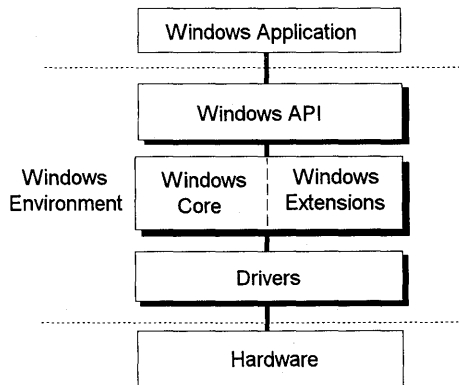 Windows Application
Windows API
Windows
Environment
Windows
Core
Windows
Extensions
Drivers
Hardware